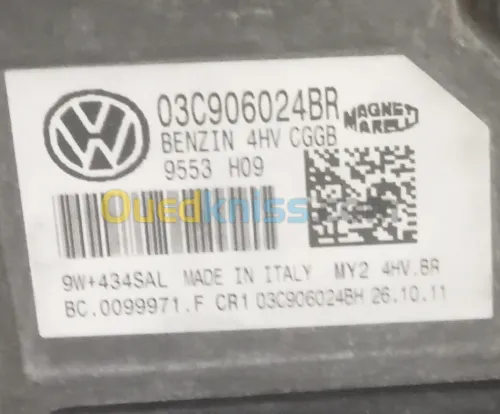 03C906024BR
MAGNETI
MARELLI
BENZIN 4HV CGGB
9553 H09
Ouedkniss
9W+434SAL MADE IN ITALY MY2 4HV.BR
BC.0099971.F CR1 03C906024BH 26.10.11